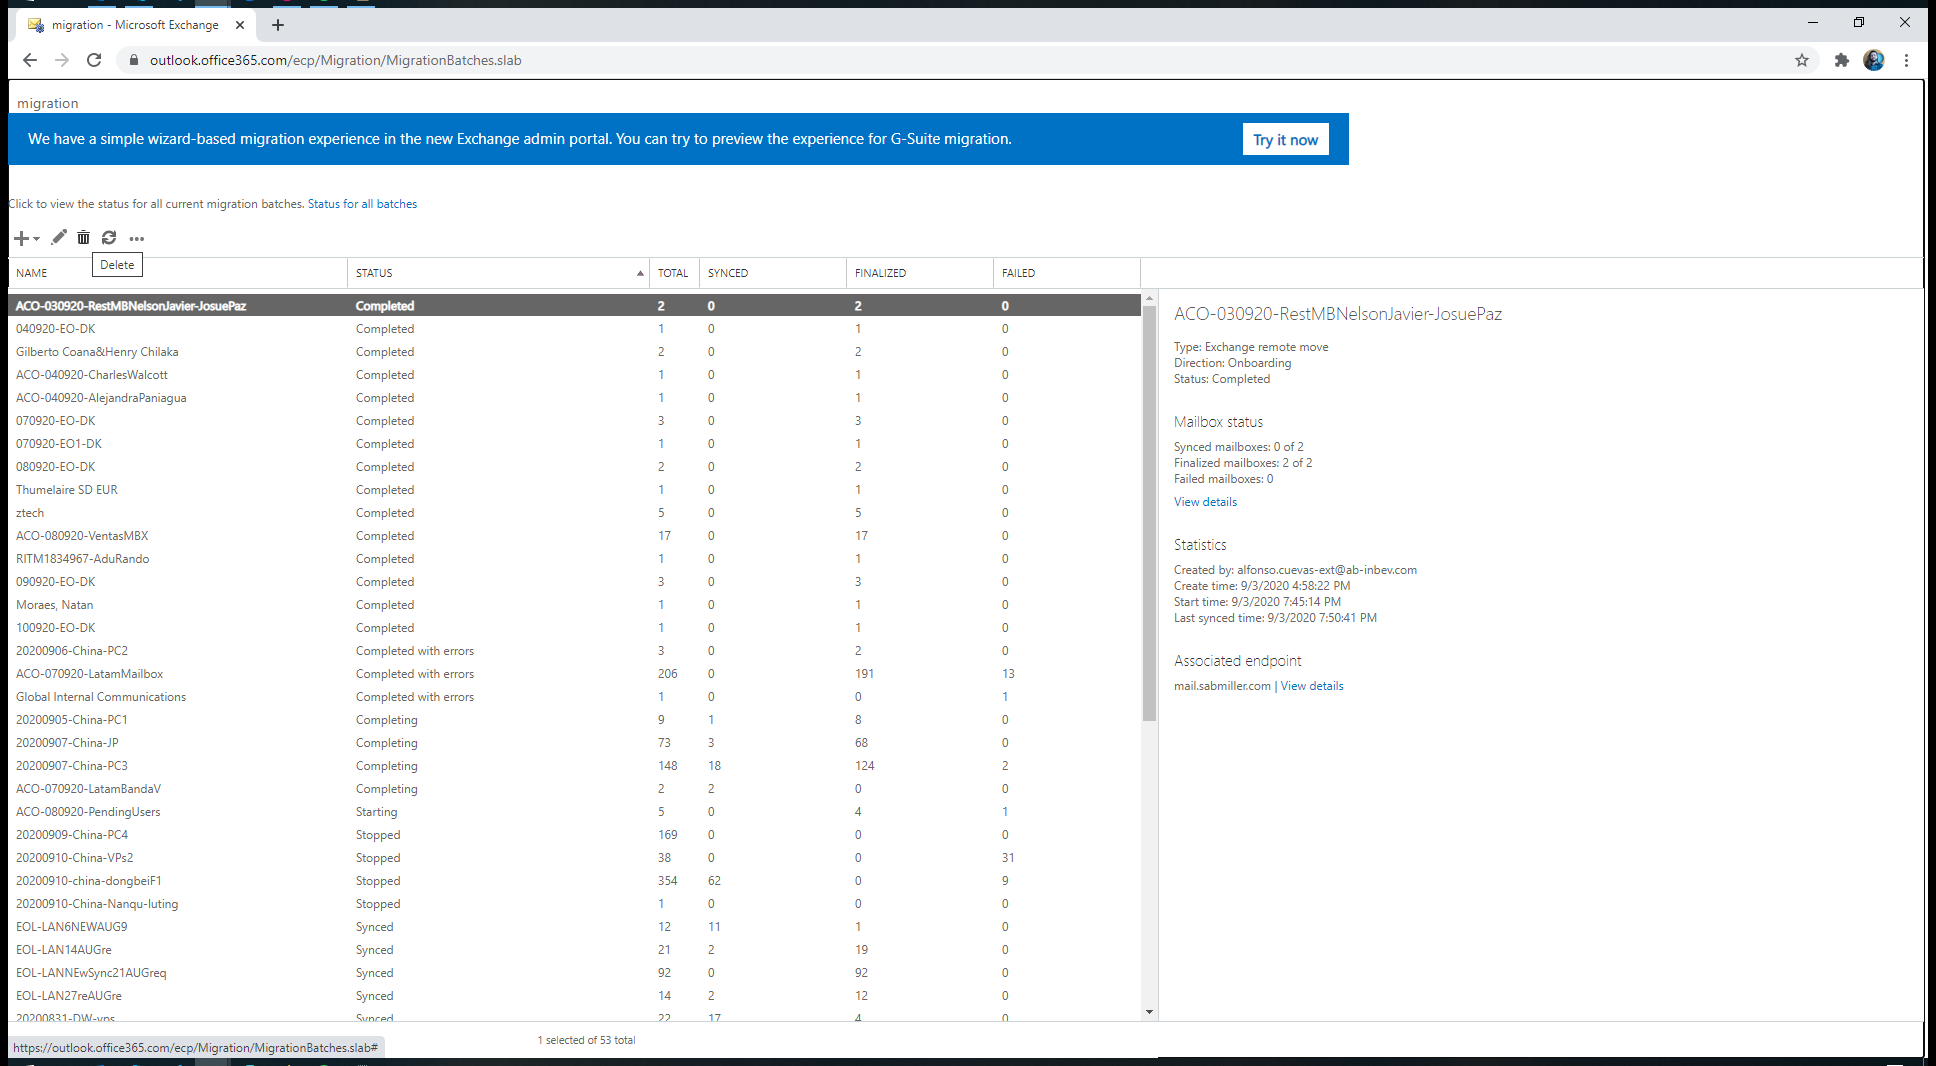 migration - Microsoft Exchange
outlook.office365.com/ecp/Migration/MigrationBatches.slab
migration
We have a simple wizard-based migration experience in the new Exchange admin portal. You can try to preview the experience for G-Suite migration. Try it now
Click to view the status for all current migration batches. Status for all batches
Delete
NAME STATUS TOTAL SYNCED FINALIZED FAILED
ACO-030920-RestMBNelsonJavier-JosuePaz Completed 2 0 2 0
040920-EO-DK Completed 1 0 1 0
Gilberto Coana&Henry Chilaka Completed 2 0 2 0
ACO-040920-CharlesWalcott Completed 1 0 1 0
ACO-040920-AlejandraPaniagua Completed 1 0 1 0
070920-EO-DK Completed 3 0 3 0
070920-EO1-DK Completed 1 0 1 0
080920-EO-DK Completed 2 0 2 0
Thumelaire SD EUR Completed 1 0 1 0
ztech Completed 5 0 5 0
ACO-080920-VentasMBX Completed 17 0 17 0
RITM1834967-AduRando Completed 1 0 1 0
090920-EO-DK Completed 3 0 3 0
Moraes, Natan Completed 1 0 1 0
100920-EO-DK Completed 1 0 1 0
20200906-China-PC2 Completed with errors 3 0 2 0
ACO-070920-LatamMailbox Completed with errors 206 0 191 13
Global Internal Communications Completed with errors 1 0 0 1
20200905-China-PC1 Completing 9 1 8 0
20200907-China-JP Completing 73 3 68 0
20200907-China-PC3 Completing 148 18 124 2
ACO-070920-LatamBandaV Completing 2 2 0 0
ACO-080920-PendingUsers Starting 5 0 4 1
20200909-China-PC4 Stopped 169 0 0 0
20200910-China-VPs2 Stopped 38 0 0 31
20200910-china-dongbeiF1 Stopped 354 62 0 9
20200910-China-Nanqu-luting Stopped 1 0 0 0
EOL-LAN6NEWAUG9 Synced 12 11 1 0
EOL-LAN14AUGre Synced 21 2 19 0
EOL-LANNEwSync21AUGreq Synced 92 0 92 0
EOL-LAN27reAUGre Synced 14 2 12 0
20200831-DW-vps Synced 22 17 4 0
ACO-030920-RestMBNelsonJavier-JosuePaz
Type: Exchange remote move
Direction: Onboarding
Status: Completed
Mailbox status
Synced mailboxes: 0 of 2
Finalized mailboxes: 2 of 2
Failed mailboxes: 0
View details
Statistics
Created by: alfonso.cuevas-ext@ab-inbev.com
Create time: 9/3/2020 4:58:22 PM
Start time: 9/3/2020 7:45:14 PM
Last synced time: 9/3/2020 7:50:41 PM
Associated endpoint
mail.sabmiller.com | View details
1 selected of 53 total
https://outlook.office365.com/ecp/Migration/MigrationBatches.slab#